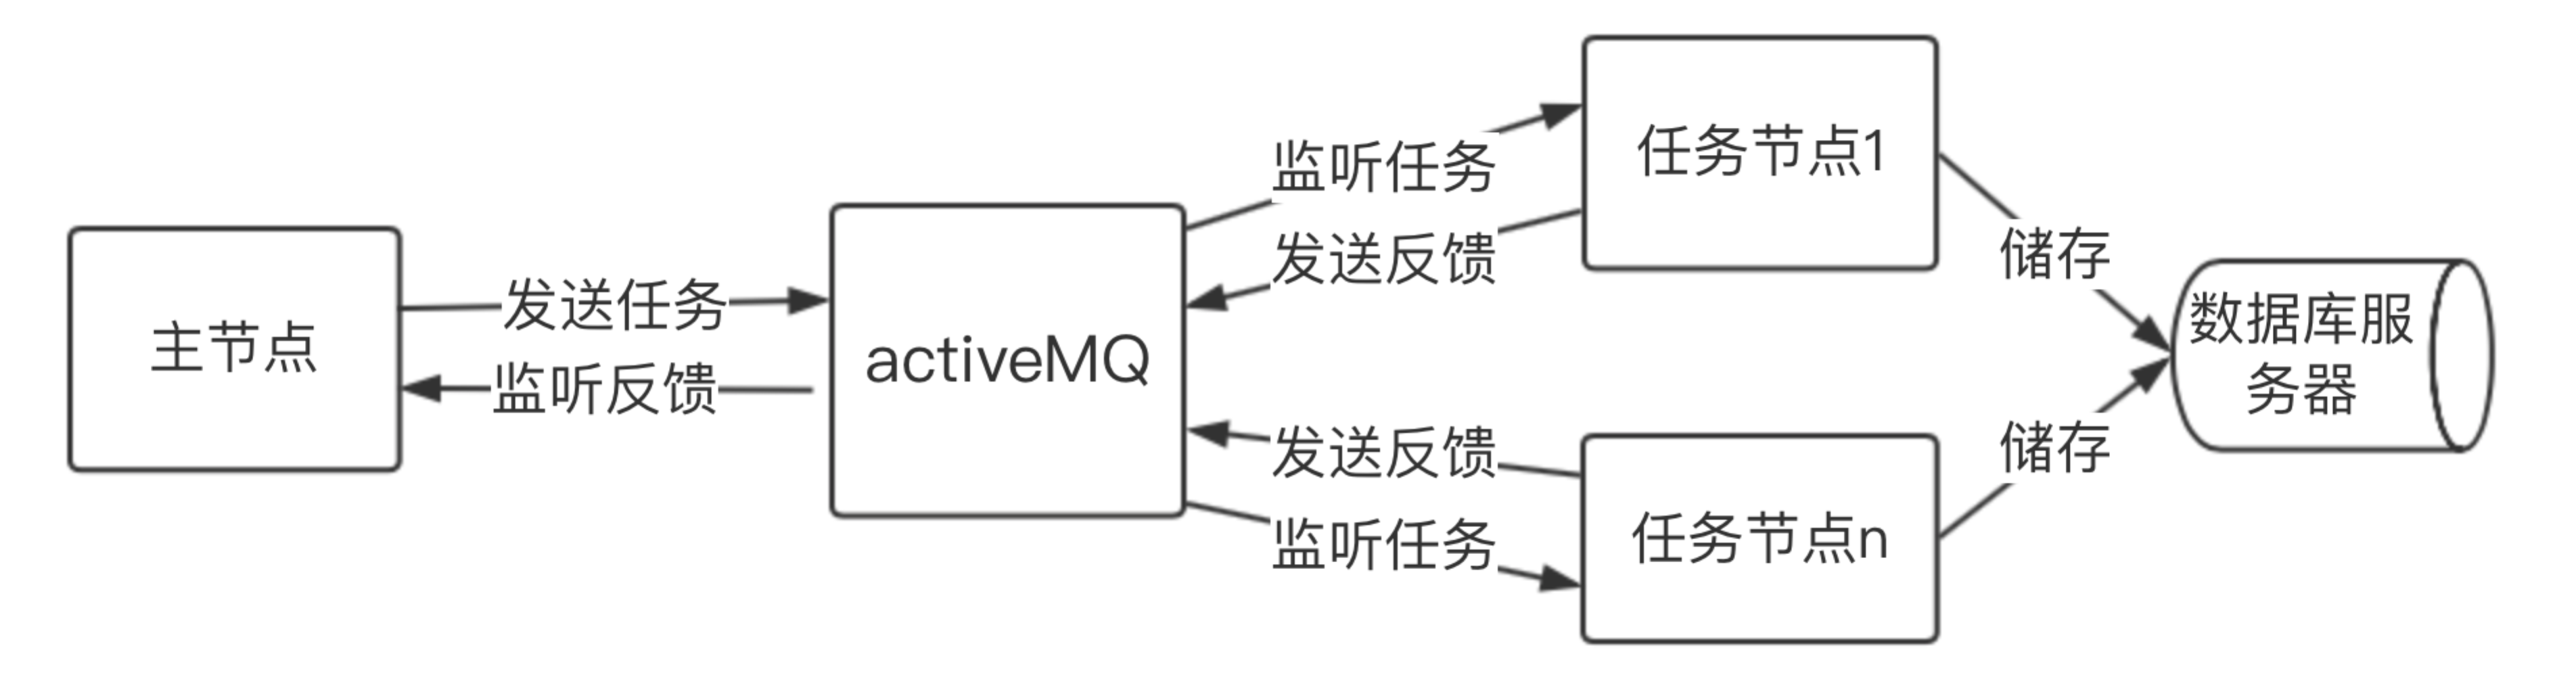 主节点
发送任务
监听反馈
activeMQ
监听任务
发送反馈
发送反馈
监听任务
任务节点1
任务节点n
储存
储存
数据库服
务器